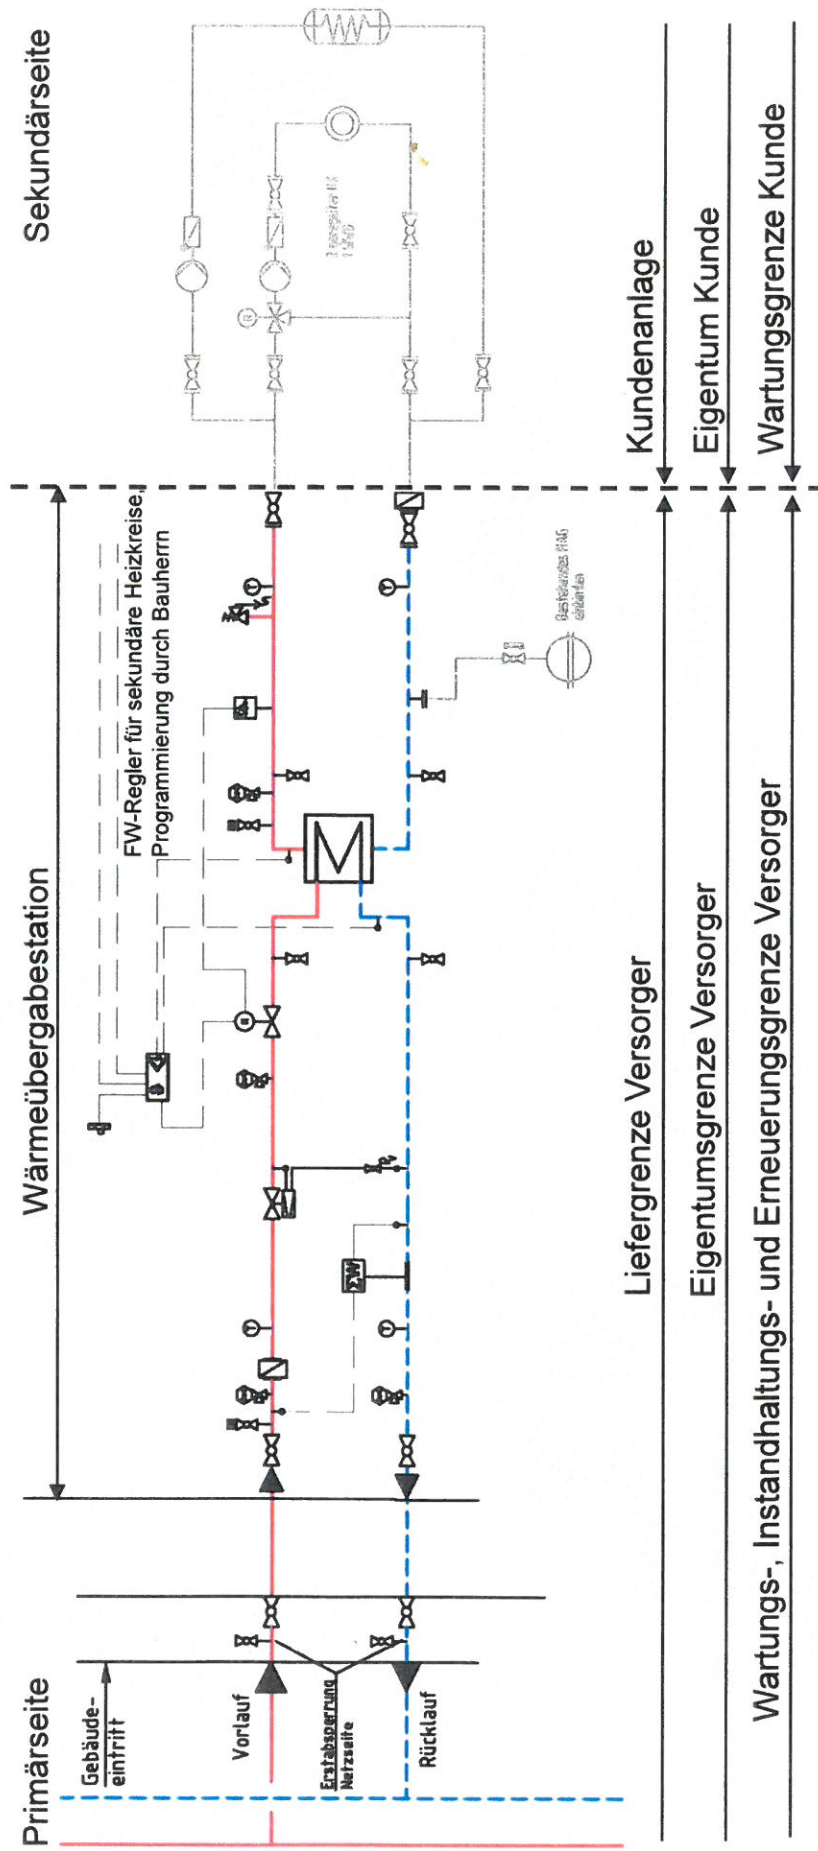 Primärseite
Sekundärseite
Wärmeübergabestation
FW-Regler für sekundäre Heizkreise,
Programmierung durch Bauherrn
Gebäude-
eintritt
Vorlauf
Erstabsperrung
Netzseite
Rücklauf
einbinden
Liefergrenze Versorger
Kundenanlage
Eigentumsgrenze Versorger
Eigentum Kunde
Wartungs-, Instandhaltungs- und Erneuerungsgrenze Versorger
Wartungsgrenze Kunde